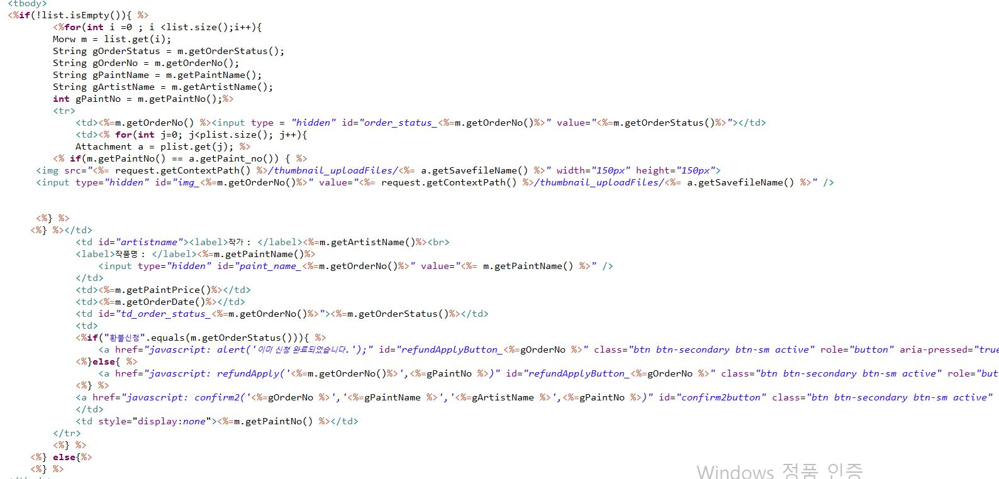 <tbody>
<%if(!list.isEmpty()){ %>
<%for(int i =0 ; i <list.size();i++){
Morw m = list.get(i);
String gOrderStatus = m.getOrderStatus();
String gOrderNo = m.getOrderNo();
String gPaintName = m.getPaintName();
String gArtistName = m.getArtistName();
int gPaintNo = m.getPaintNo();%>
<tr>
<td><%=m.getOrderNo() %><input type = "hidden" id="order_status_<%=m.getOrderNo()%>" value="<%=m.getOrderStatus()%>"></td>
<td><% for(int j=0; j<plist.size(); j++){
Attachment a = plist.get(j); %>
<% if(m.getPaintNo() == a.getPaint_no()) { %>
<img src="<%= request.getContextPath() %>/thumbnail_uploadFiles/<%= a.getSavefileName() %>" width="150px" height="150px">
<input type="hidden" id="img_<%=m.getOrderNo()%>" value="<%= request.getContextPath() %>/thumbnail_uploadFiles/<%= a.getSavefileName() %>" />
<%} %>
<%} %></td>
<td id="artistname"><label>작가 : </label><%=m.getArtistName()%><br>
<label>작품명 : </label><%=m.getPaintName()%>
<input type="hidden" id="paint_name_<%=m.getOrderNo()%>" value="<%= m.getPaintName() %>" />
</td>
<td><%=m.getPaintPrice()%></td>
<td><%=m.getOrderDate()%></td>
<td id="td_order_status_<%=m.getOrderNo()%>"><%=m.getOrderStatus()%></td>
<td>
<%if("환불신청".equals(m.getOrderStatus())){ %>
<a href="javascript: alert('이미 신청 완료되었습니다.');" id="refundApplyButton_<%=gOrderNo %>" class="btn btn-secondary btn-sm active" role="button" aria-pressed="true
<%}else{ %>
<a href="javascript: refundApply('<%=m.getOrderNo()%>',<%=gPaintNo %>)" id="refundApplyButton_<%=gOrderNo %>" class="btn btn-secondary btn-sm active" role="but
<%} %>
<a href="javascript: confirm2('<%=gOrderNo %>','<%=gPaintName %>','<%=gArtistName %>',<%=gPaintNo %>)" id="confirm2button" class="btn btn-secondary btn-sm active"
</td>
<td style="display:none"><%=m.getPaintNo() %></td>
</tr>
<%} %>
<%} else{%>
<%} %>
Windows 정품 인증